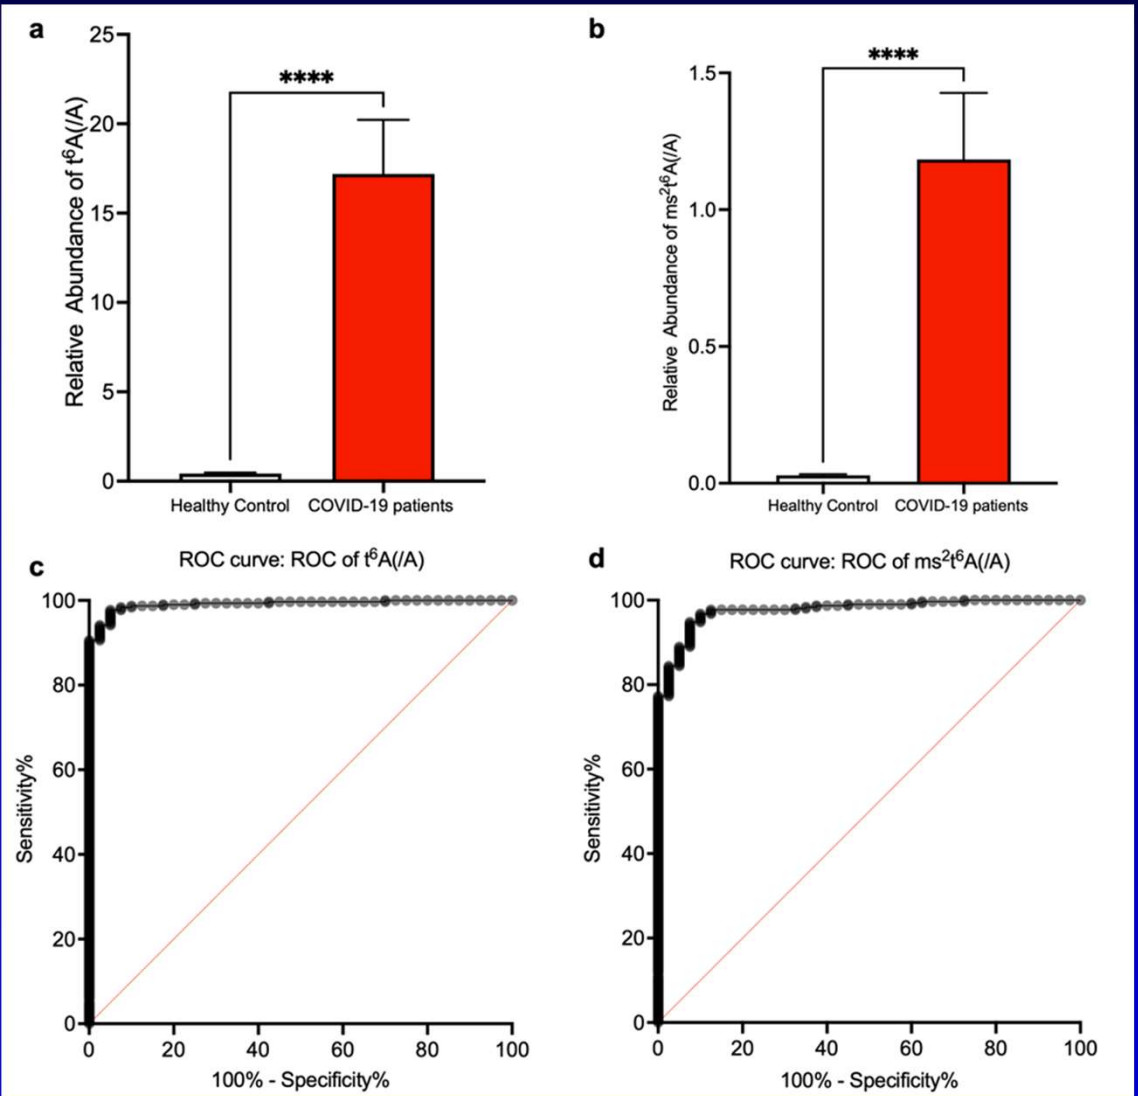 a
25
20
15
10
5
0
Relative Abundance of t⁶A(/A)
****
Healthy Control
COVID-19 patients
b
1.5
1.0
0.5
0.0
Relative Abundance of ms²t⁶A(/A)
****
Healthy Control
COVID-19 patients
c
ROC curve: ROC of t⁶A(/A)
100
80
60
40
20
0
Sensitivity%
0 20 40 60 80 100
100% - Specificity%
d
ROC curve: ROC of ms²t⁶A(/A)
100
80
60
40
20
0
Sensitivity%
0 20 40 60 80 100
100% - Specificity%